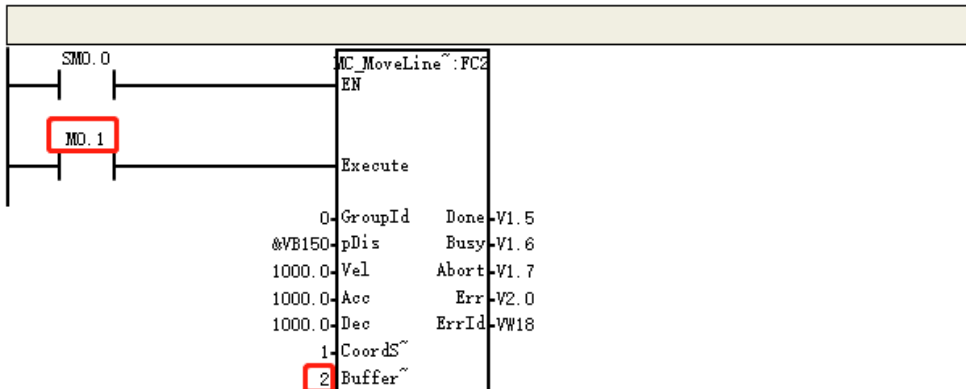 SM0.0
MC_MoveLine~:FC2
EN
M0.1
Execute
0 GroupId Done V1.5
&VB150 pDis Busy V1.6
1000.0 Vel Abort V1.7
1000.0 Acc Err V2.0
1000.0 Dec ErrId VW18
1 CoordS~
2 Buffer~